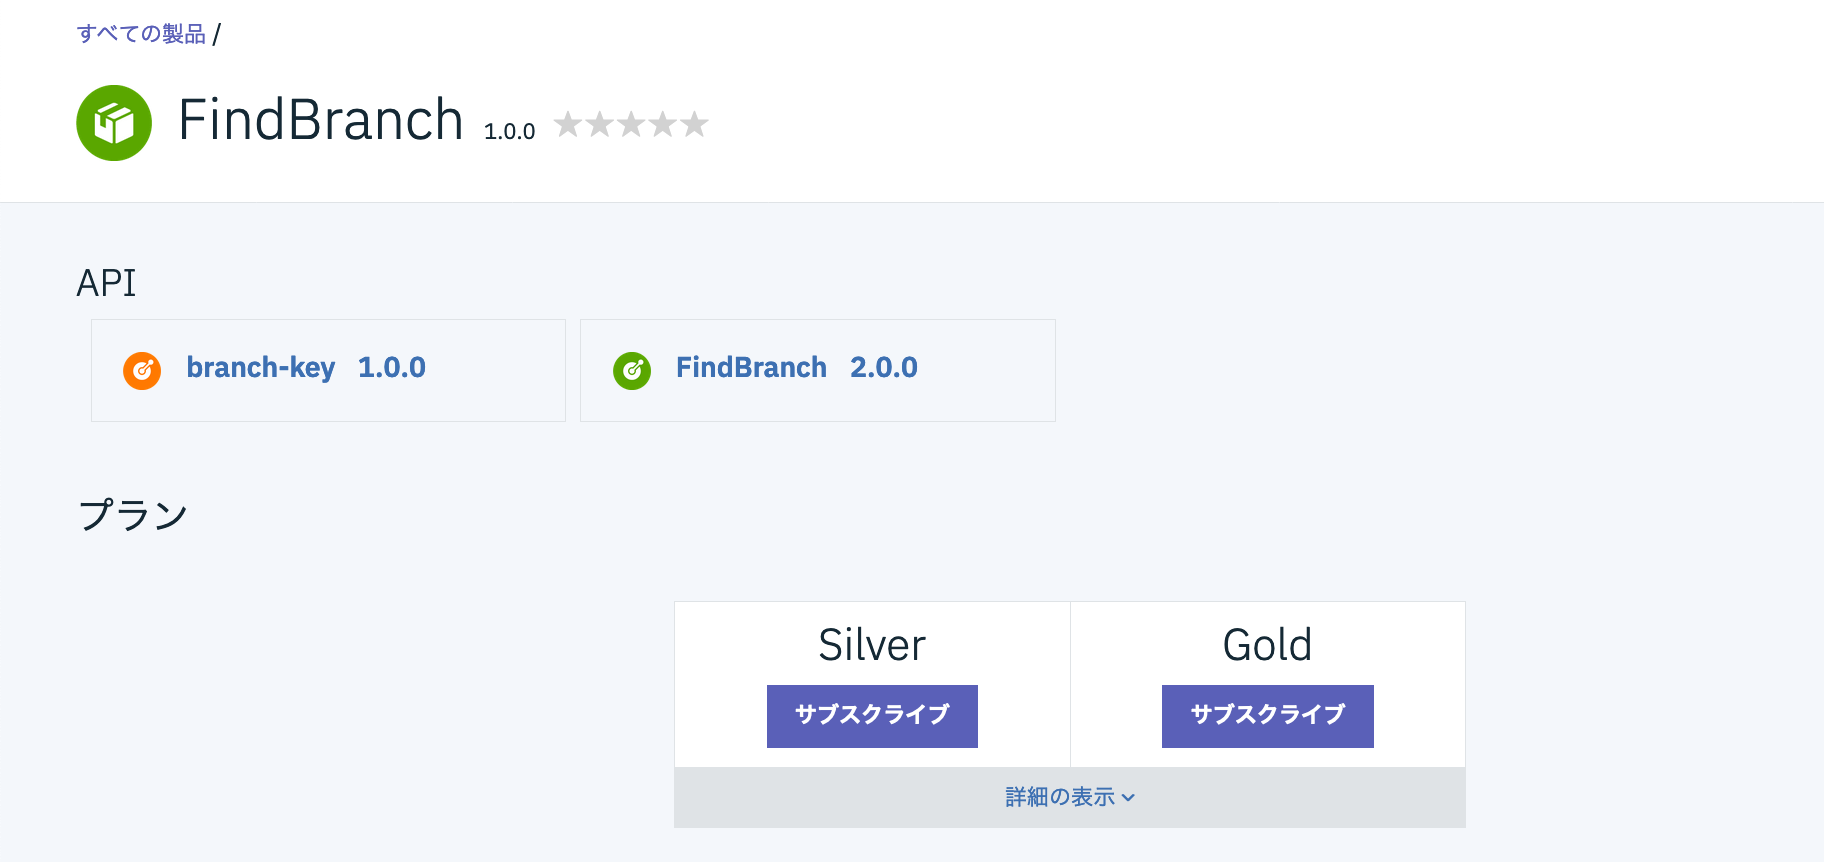 すべての製品 /
FindBranch 1.0.0
API
branch-key 1.0.0
FindBranch 2.0.0
プラン
Silver
Gold
サブスクライブ
サブスクライブ
詳細の表示